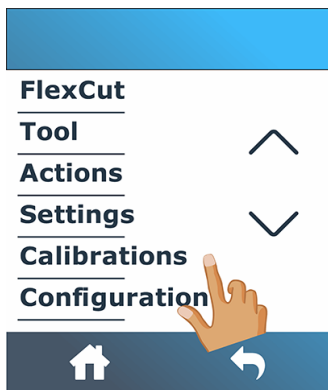 FlexCut
Tool
Actions
Settings
Calibrations
Configuration